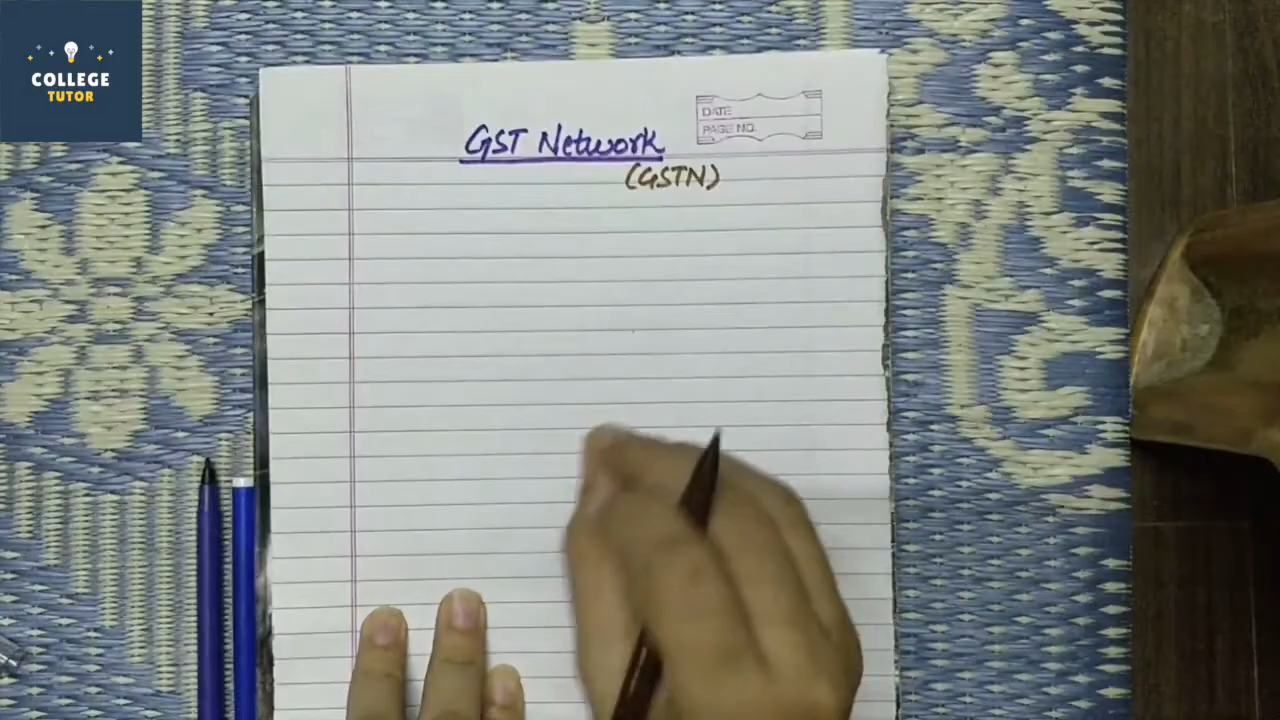 COLLEGE
TUTOR
DATE
PAGE NO.
GST Network
(GSTN)